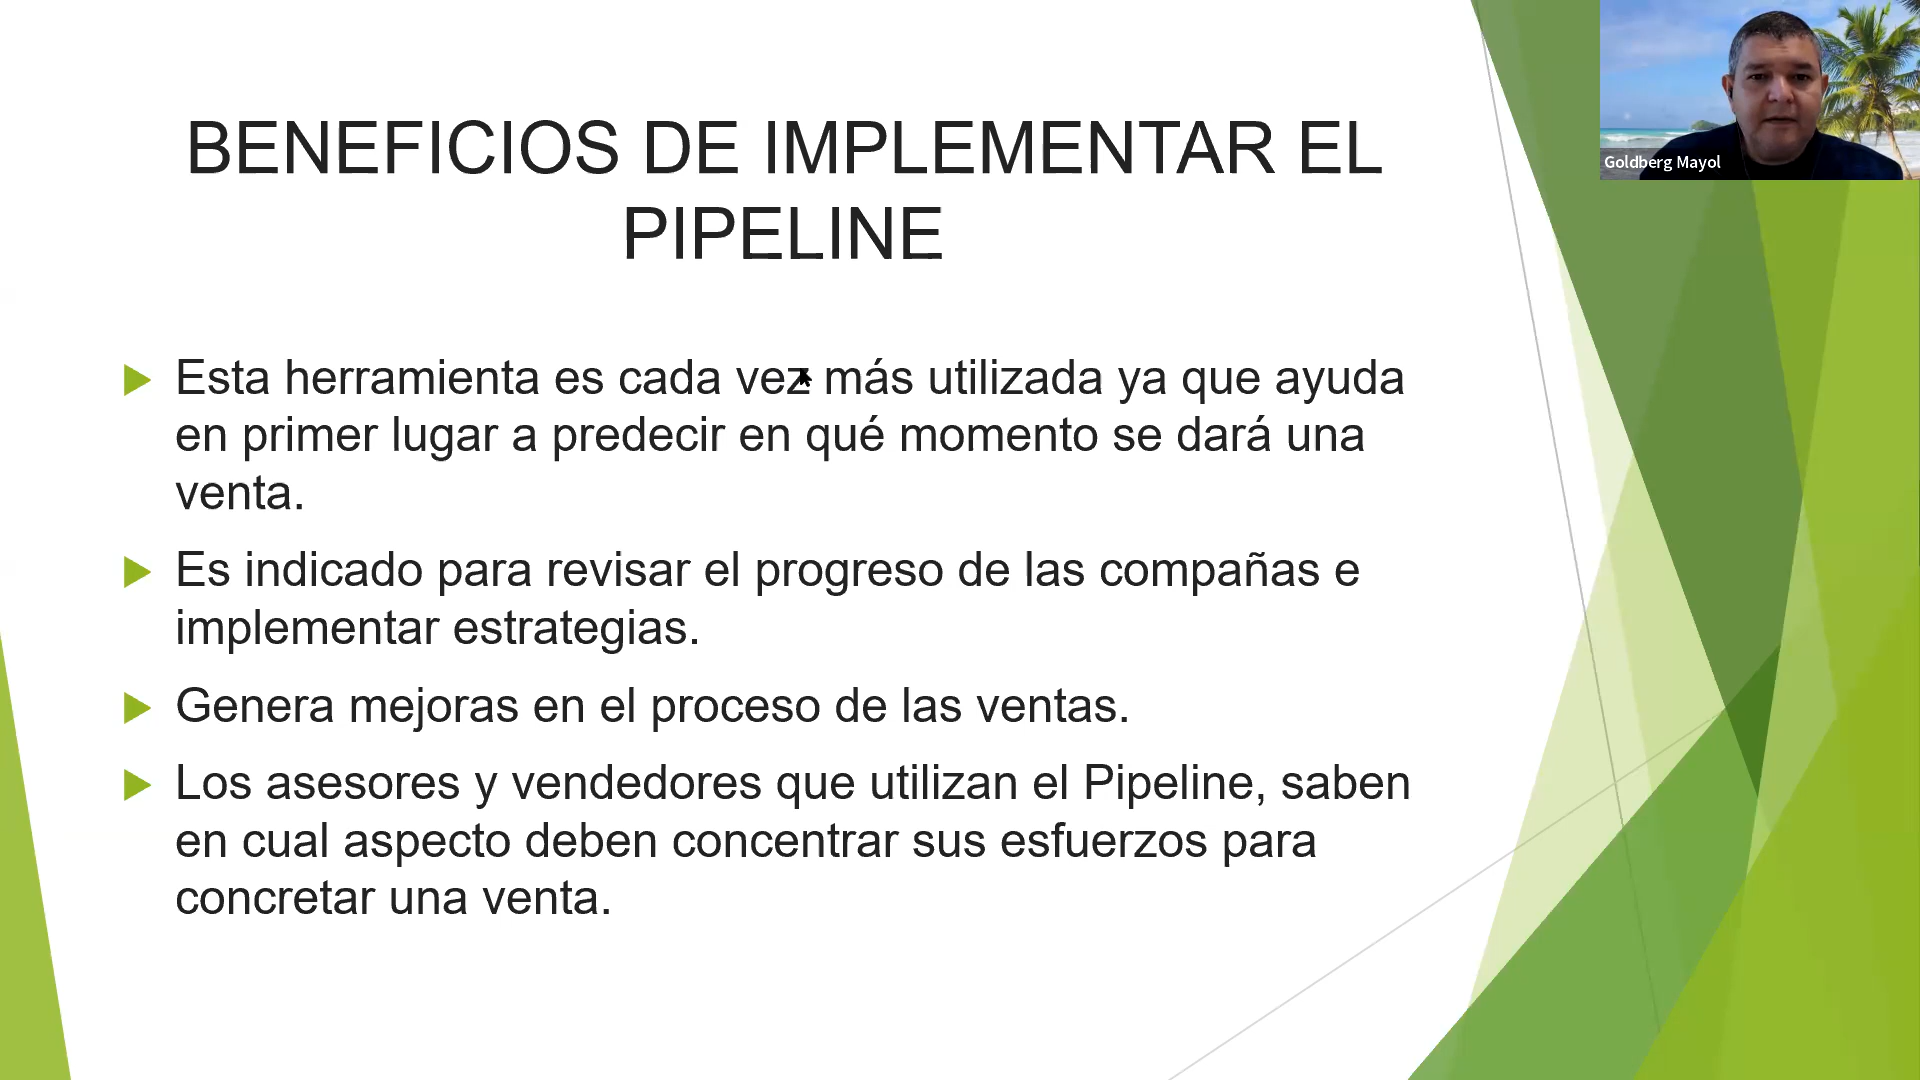 BENEFICIOS DE IMPLEMENTAR EL
PIPELINE
Esta herramienta es cada vez más utilizada ya que ayuda
en primer lugar a predecir en qué momento se dará una
venta.
Es indicado para revisar el progreso de las compañas e
implementar estrategias.
Genera mejoras en el proceso de las ventas.
Los asesores y vendedores que utilizan el Pipeline, saben
en cual aspecto deben concentrar sus esfuerzos para
concretar una venta.
Goldberg Mayol